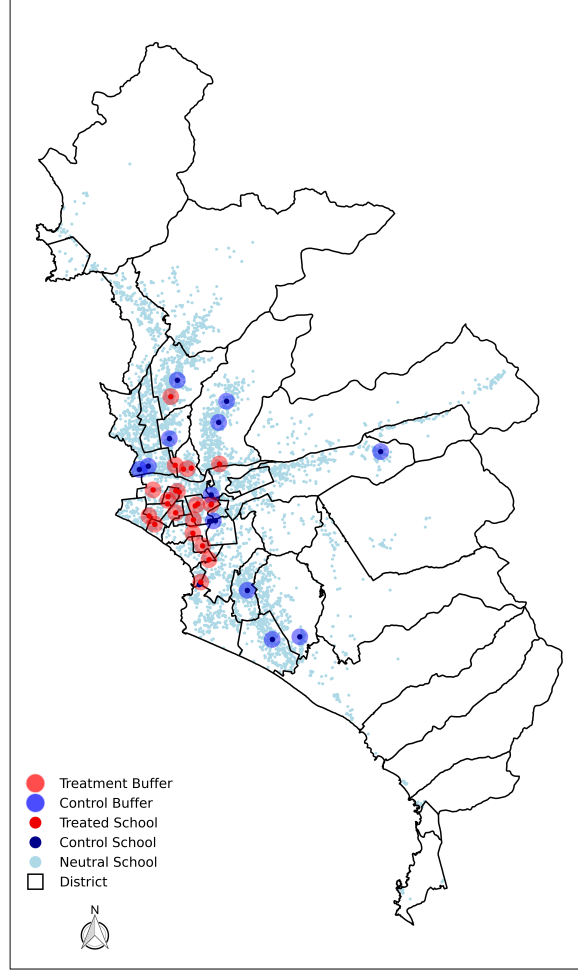 Treatment Buffer
Control Buffer
Treated School
Control School
Neutral School
District
N